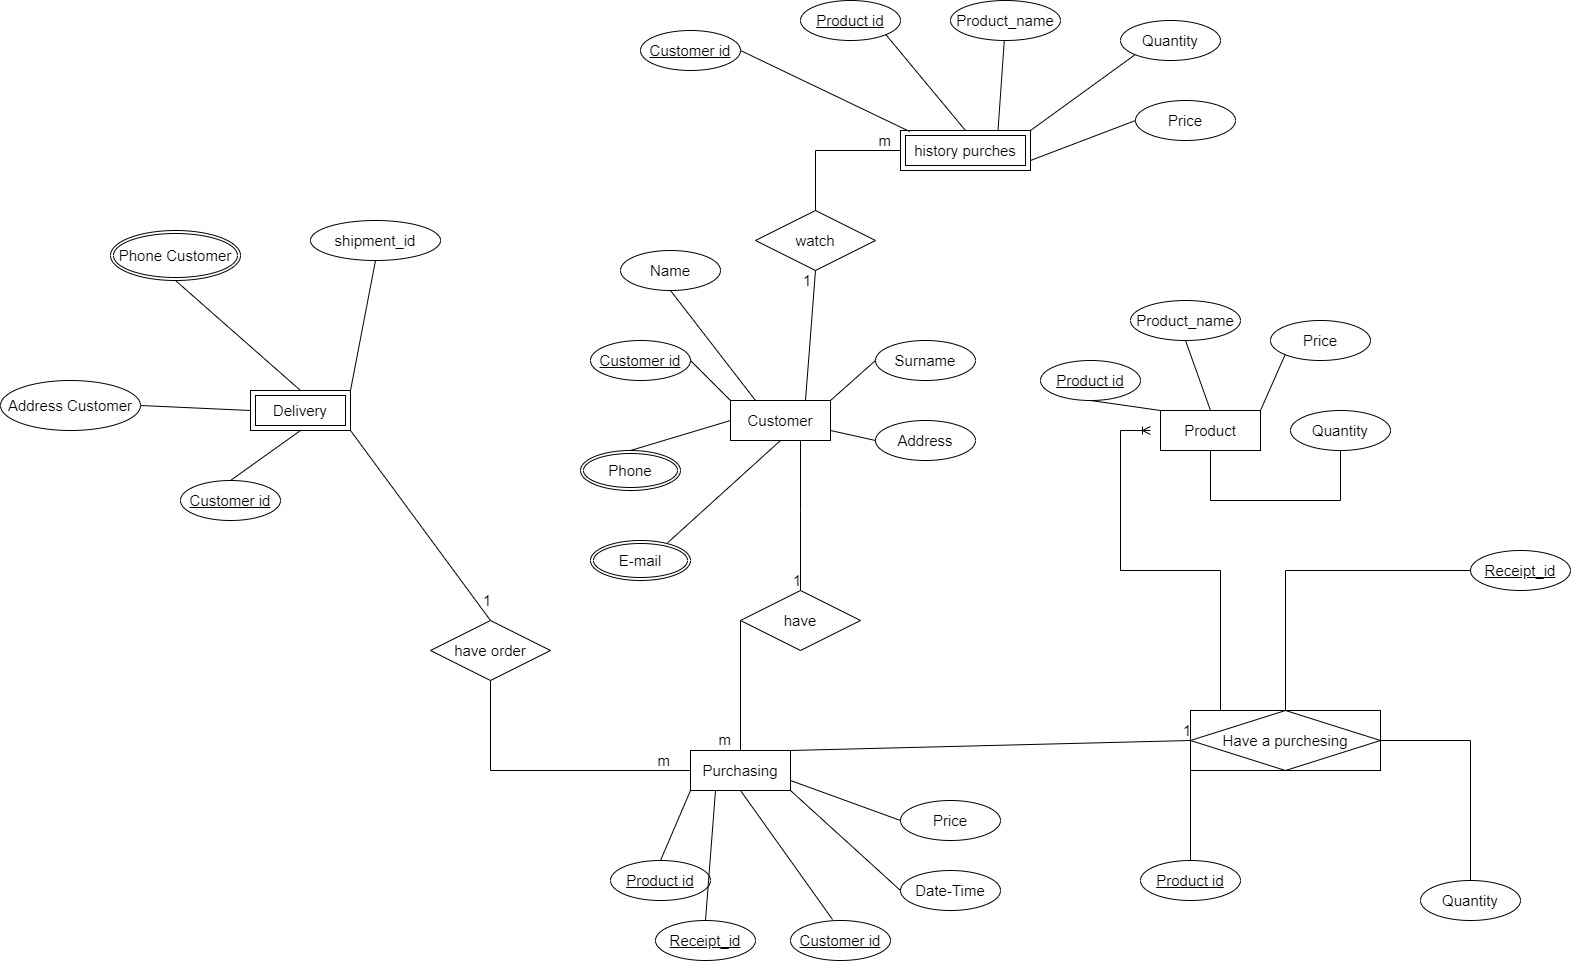 Product id
Product_name
Customer id
Quantity
Price
m
history purches
watch
1
Phone Customer
shipment_id
Name
Customer id
Surname
Product_name
Price
Product id
Address Customer
Delivery
Customer
Address
Product
Quantity
Phone
Customer id
E-mail
1
1
have
Receipt_id
have order
m
m
Purchasing
1
Have a purchesing
Price
Product id
Date-Time
Receipt_id
Customer id
Product id
Quantity